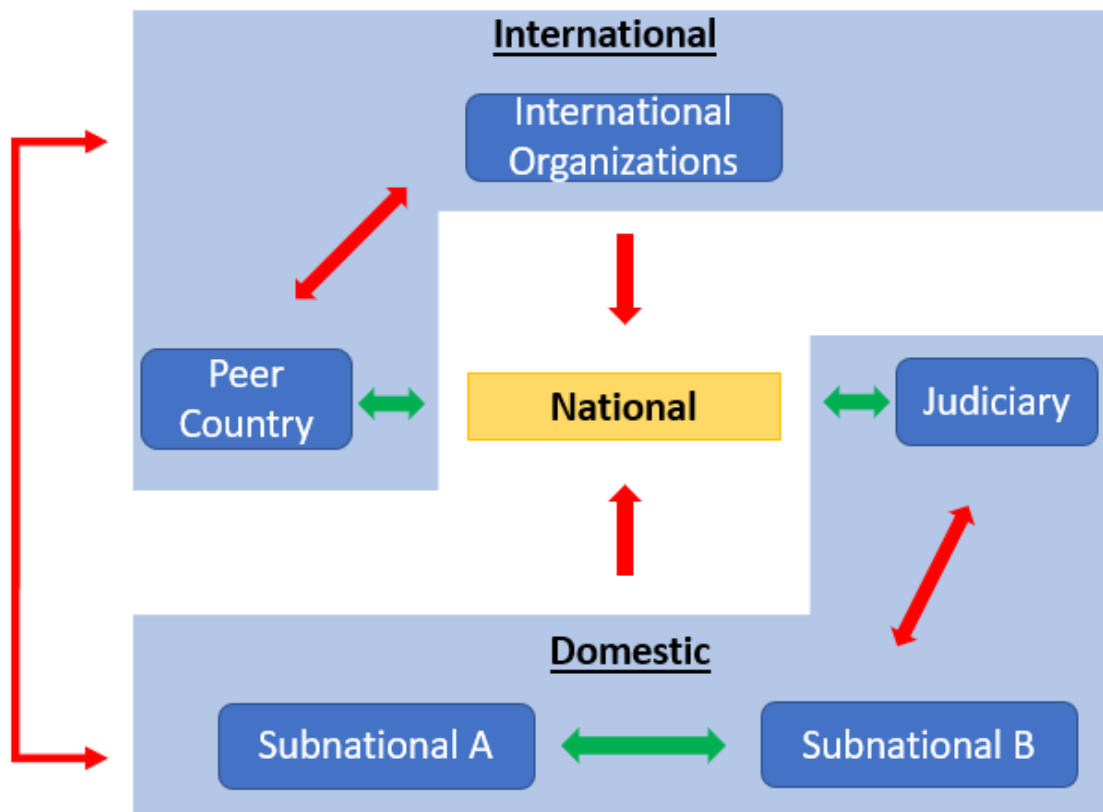 International
International
Organizations
Peer
Country
National
Judiciary
Domestic
Subnational A
Subnational B